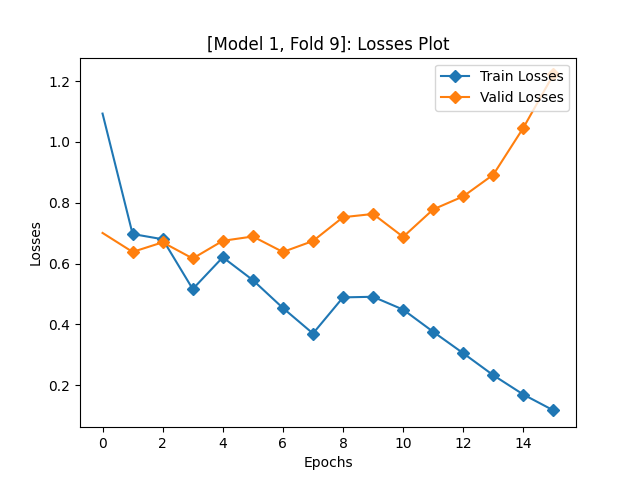 [Model 1, Fold 9]: Losses Plot
Train Losses
Valid Losses
1.2
1.0
0.8
0.6
0.4
0.2
Losses
0 2 4 6 8 10 12 14
Epochs